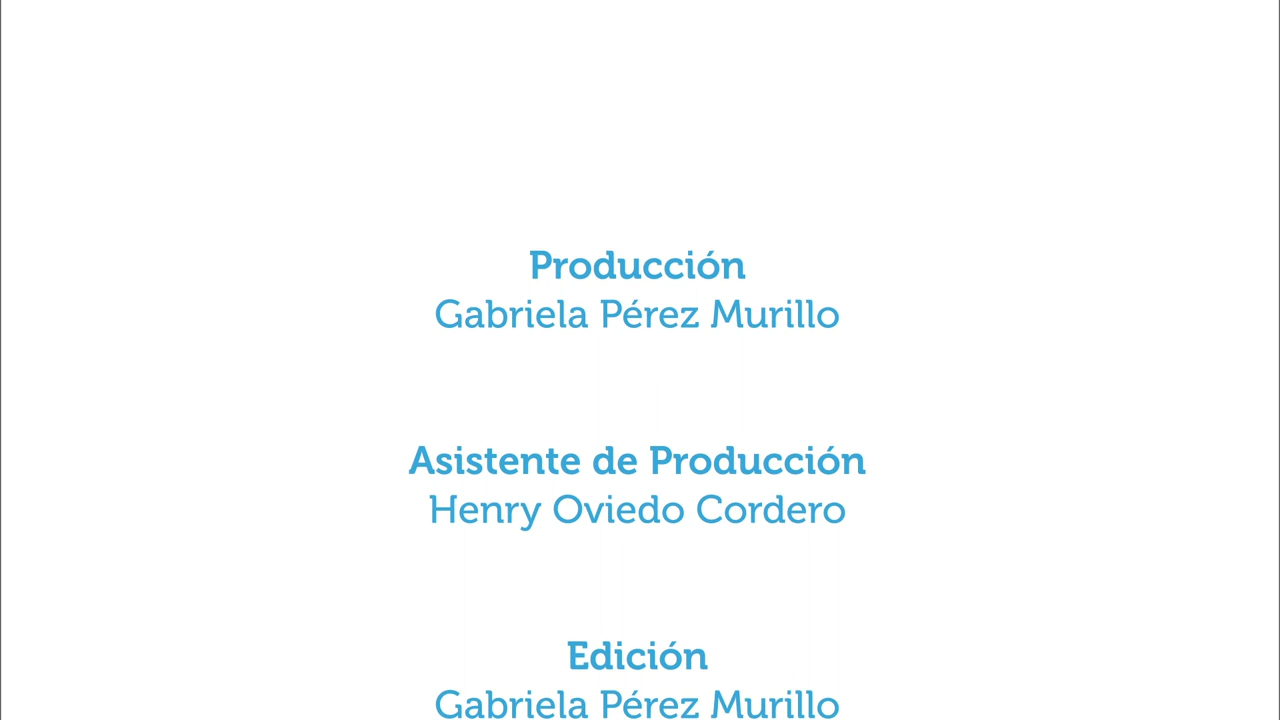 Producción
Gabriela Pérez Murillo
Asistente de Producción
Henry Oviedo Cordero
Edición
Gabriela Pérez Murillo